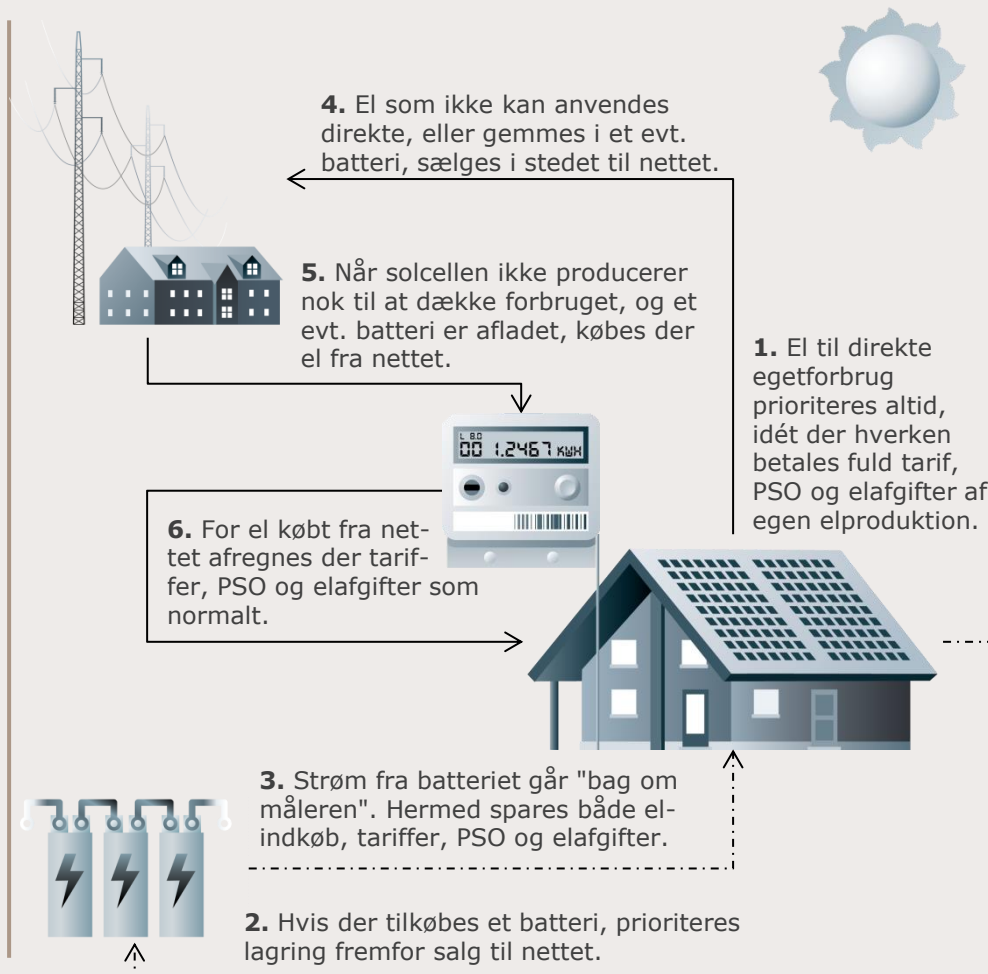 4. El som ikke kan anvendes
direkte, eller gemmes i et evt.
batteri, sælges i stedet til nettet.
5. Når solcellen ikke producerer
nok til at dække forbruget, og et
evt. batteri er afladet, købes der
el fra nettet.
1. El til direkte
egetforbrug
prioriteres altid,
idét der hverken
betales fuld tarif,
PSO og elafgifter af
egen elproduktion.
L 8.0
00 1.2467 KWH
6. For el købt fra net-
tet afregnes der tarif-
fer, PSO og elafgifter som
normalt.
3. Strøm fra batteriet går "bag om
måleren". Hermed spares både el-
indkøb, tariffer, PSO og elafgifter.
2. Hvis der tilkøbes et batteri, prioriteres
lagring fremfor salg til nettet.